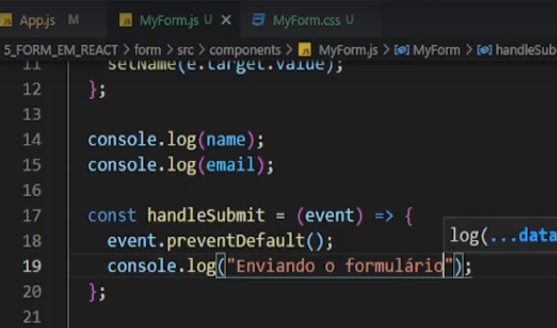 App.js M MyForm.js U MyForm.css U
5_FORM_EM_REACT > form > src > components > MyForm.js > MyForm > handleSub
11 setName(e.target.value);
12 };
13
14 console.log(name);
15 console.log(email);
16
17 const handleSubmit = (event) => {
18 event.preventDefault();
log(...data
19 console.log("Enviando o formulário");
20 };
21